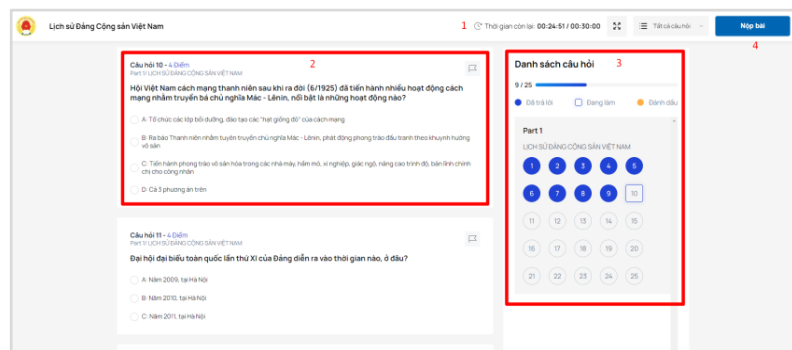 Lịch sử Đảng Cộng sản Việt Nam
1
Thời gian còn lại: 00:24:51 / 00:30:00
Tất cả câu hỏi
Nộp bài
4
Câu hỏi 10 - 4 Điểm
2
Part 1/ LỊCH SỬ ĐẢNG CỘNG SẢN VIỆT NAM
Hội Việt Nam cách mạng thanh niên sau khi ra đời (6/1925) đã tiến hành nhiều hoạt động cách
mạng nhằm truyền bá chủ nghĩa Mác - Lênin, nổi bật là những hoạt động nào?
A: Tổ chức các lớp bồi dưỡng, đào tạo các "hạt giống đỏ" của cách mạng
B: Ra báo Thanh niên nhằm tuyên truyền chủ nghĩa Mác - Lênin, phát động phong trào đấu tranh theo khuynh hướng
vô sản
C: Tiến hành phong trào vô sản hóa trong các nhà máy, hầm mỏ, xí nghiệp, giác ngộ, nâng cao trình độ, bản lĩnh chính
chị cho công nhân
D: Cả 3 phương án trên
Câu hỏi 11 - 4 Điểm
Part 1/ LỊCH SỬ ĐẢNG CỘNG SẢN VIỆT NAM
Đại hội đại biểu toàn quốc lần thứ XI của Đảng diễn ra vào thời gian nào, ở đâu?
A: Năm 2009, tại Hà Nội
B: Năm 2010, tại Hà Nội
C: Năm 2011, tại Hà Nội
Danh sách câu hỏi
3
9 / 25
Đã trả lời
Đang làm
Đánh dấu
Part 1
LỊCH SỬ ĐẢNG CỘNG SẢN VIỆT NAM
1 2 3 4 5
6 7 8 9 10
11 12 13 14 15
16 17 18 19 20
21 22 23 24 25